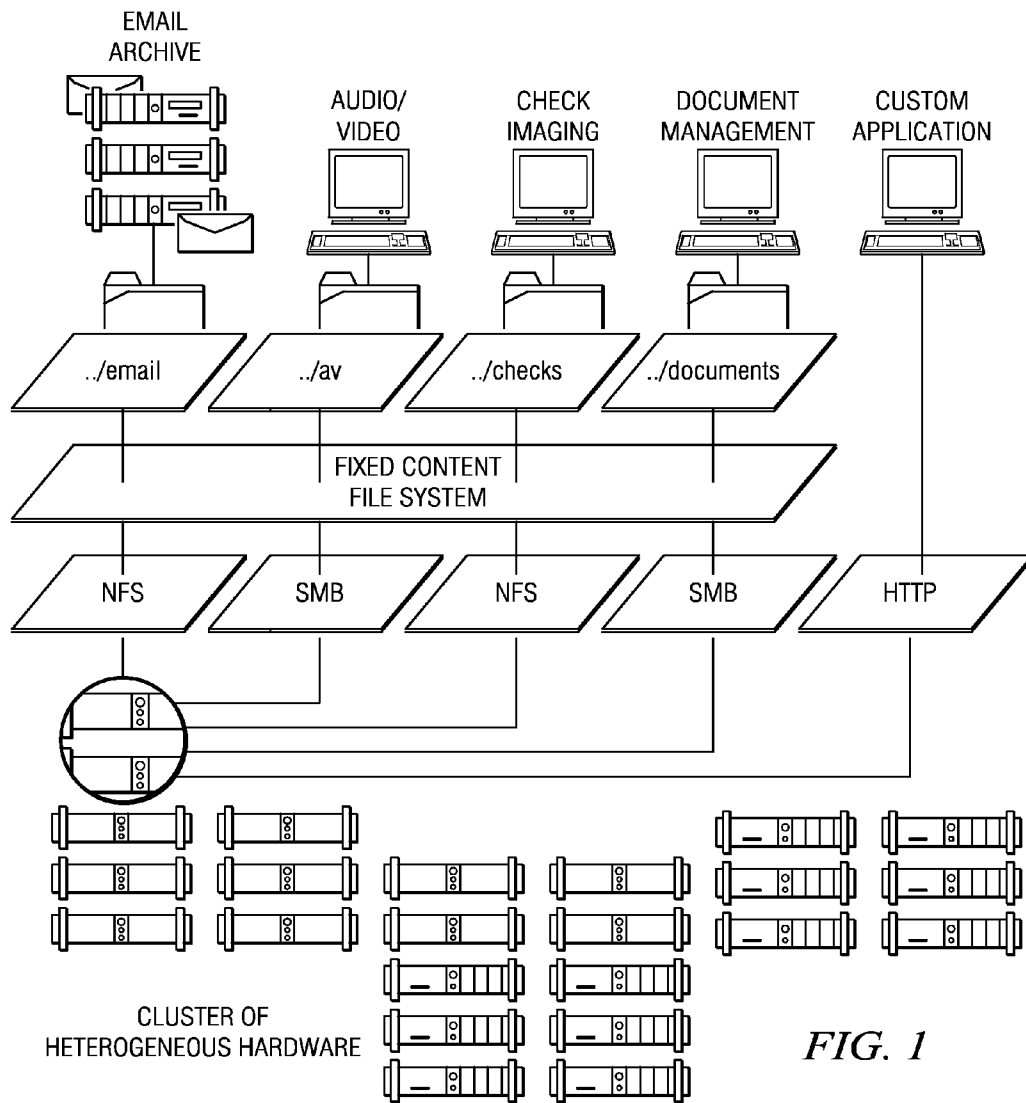 EMAIL
ARCHIVE
AUDIO/
VIDEO
CHECK
IMAGING
DOCUMENT
MANAGEMENT
CUSTOM
APPLICATION
../email
../av
../checks
../documents
FIXED CONTENT
FILE SYSTEM
NFS
SMB
NFS
SMB
HTTP
CLUSTER OF
HETEROGENEOUS HARDWARE
FIG. 1